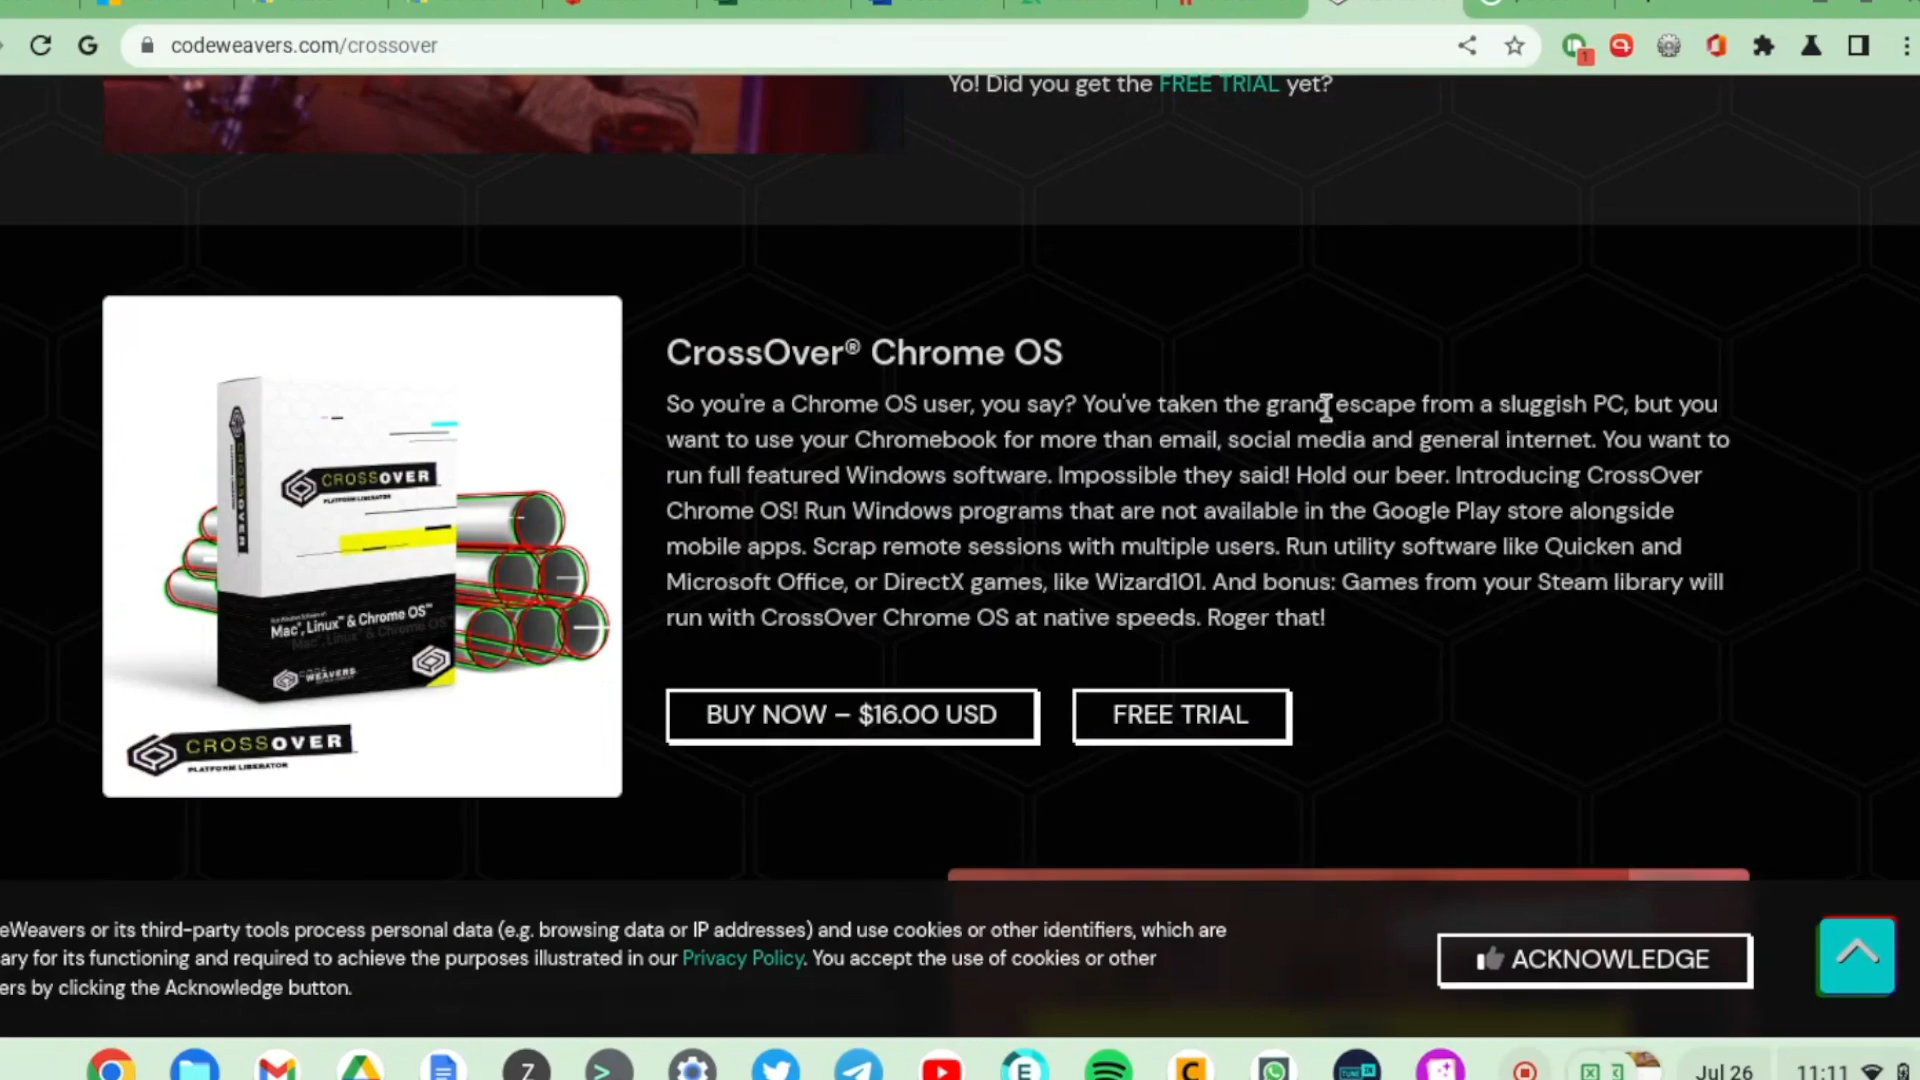 codeweavers.com/crossover
1
Yo! Did you get the FREE TRIAL yet?
CROSSOVER
PLATFORM LIBERATOR
CROSSOVER
Mac, Linux™ & Chrome OS™
Mac, Linux & Chrome OS
WEAVERS
CROSSOVER
PLATFORM LIBERATOR
CrossOver® Chrome OS
So you're a Chrome OS user, you say? You've taken the grand escape from a sluggish PC, but you
want to use your Chromebook for more than email, social media and general internet. You want to
run full featured Windows software. Impossible they said! Hold our beer. Introducing CrossOver
Chrome OS! Run Windows programs that are not available in the Google Play store alongside
mobile apps. Scrap remote sessions with multiple users. Run utility software like Quicken and
Microsoft Office, or DirectX games, like Wizard101. And bonus: Games from your Steam library will
run with CrossOver Chrome OS at native speeds. Roger that!
BUY NOW – $16.00 USD
FREE TRIAL
eWeavers or its third-party tools process personal data (e.g. browsing data or IP addresses) and use cookies or other identifiers, which are
ary for its functioning and required to achieve the purposes illustrated in our Privacy Policy. You accept the use of cookies or other
ers by clicking the Acknowledge button.
ACKNOWLEDGE
Jul 26
11:11